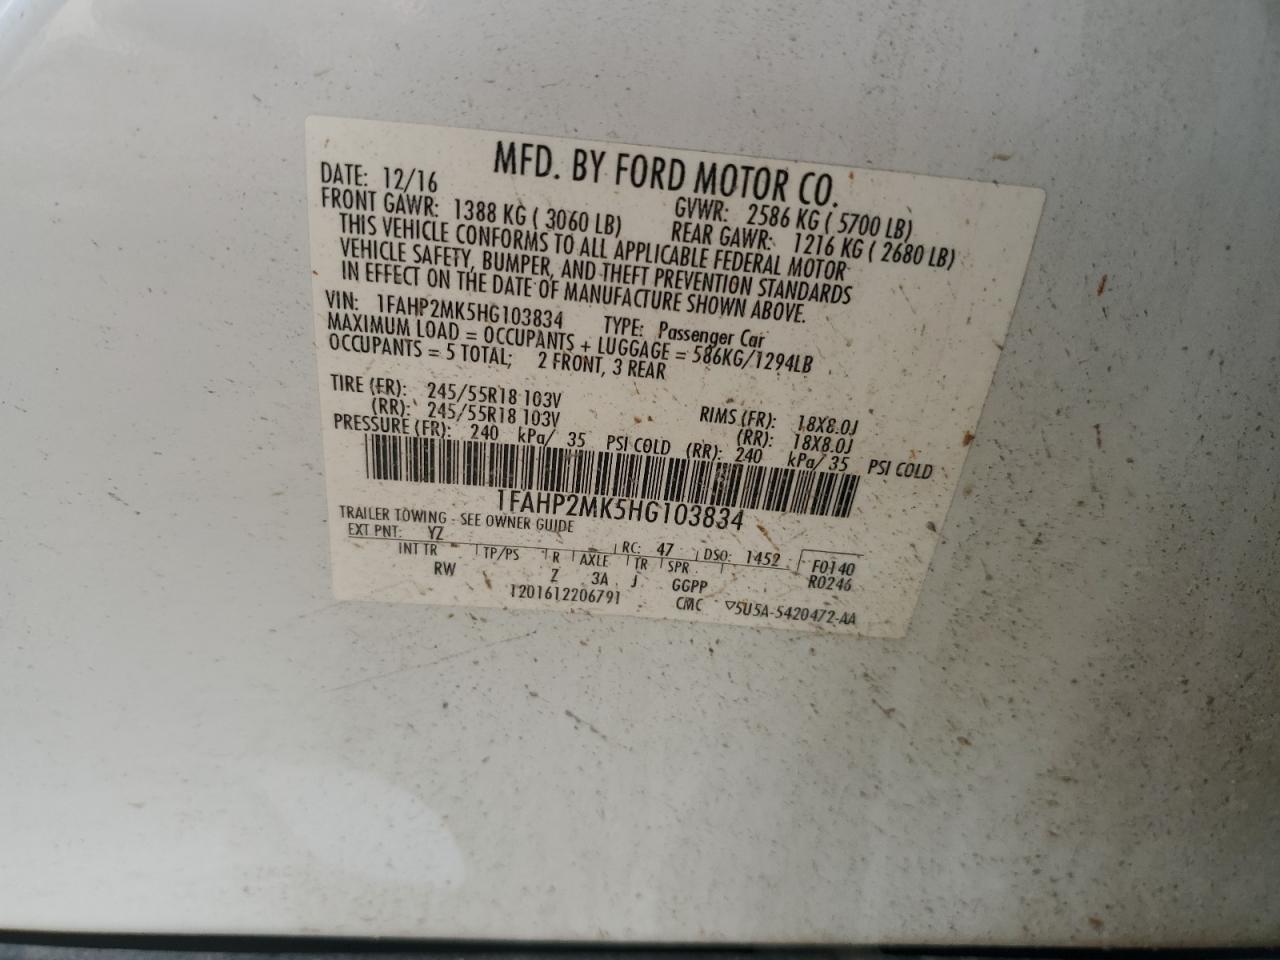 MFD. BY FORD MOTOR CO.
DATE: 12/16 GVWR: 2586 KG ( 5700 LB)
FRONT GAWR: 1388 KG ( 3060 LB) REAR GAWR: 1216 KG ( 2680 LB)
THIS VEHICLE CONFORMS TO ALL APPLICABLE FEDERAL MOTOR
VEHICLE SAFETY, BUMPER, AND THEFT PREVENTION STANDARDS
IN EFFECT ON THE DATE OF MANUFACTURE SHOWN ABOVE.
VIN: 1FAHP2MK5HG103834 TYPE: Passenger Car
MAXIMUM LOAD = OCCUPANTS + LUGGAGE = 586KG/1294LB
OCCUPANTS = 5 TOTAL; 2 FRONT, 3 REAR
TIRE (FR): 245/55R18 103V RIMS (FR): 18X8.0J
(RR): 245/55R18 103V (RR): 18X8.0J
PRESSURE (FR): 240 kPa/ 35 PSI COLD (RR): 240 kPa/ 35 PSI COLD
1FAHP2MK5HG103834
TRAILER TOWING - SEE OWNER GUIDE
EXT PNT: YZ RC: 47 DSO: 1452 F0140
INT TR TP/PS R AXLE TR SPR R0246
RW Z 3A J GGPP
1201612206791 CMC ▽5U5A-5420472-AA